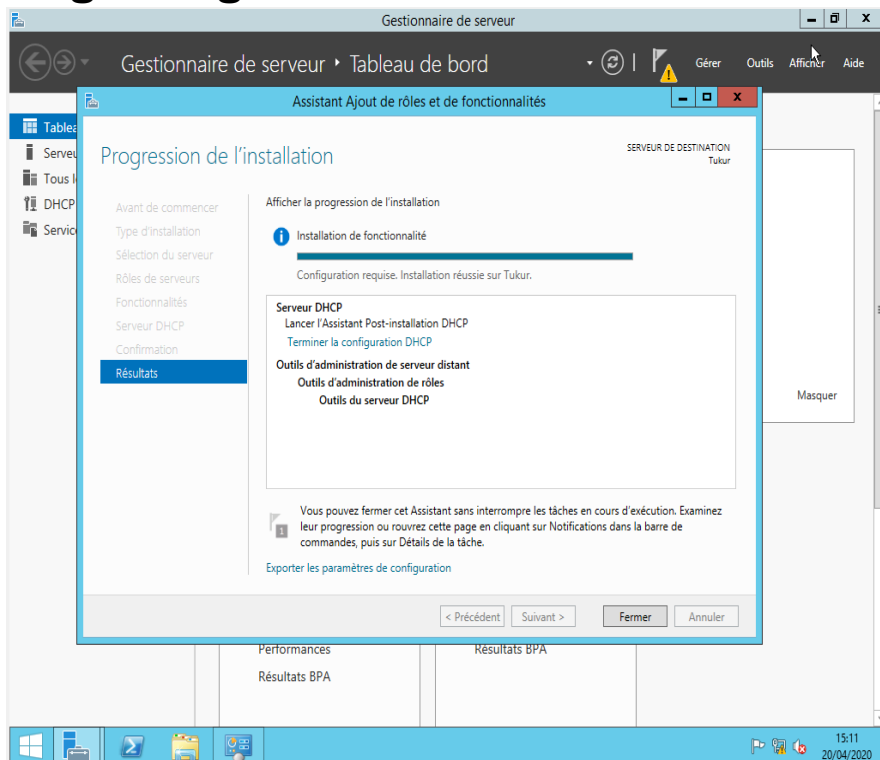 Gestionnaire de serveur
Gestionnaire de serveur Tableau de bord
Gérer Outils Afficher Aide
Assistant Ajout de rôles et de fonctionnalités
Progression de l'installation
SERVEUR DE DESTINATION
Tukur
DHCP
Avant de commencer
Type d'installation
Sélection du serveur
Rôles de serveurs
Fonctionnalités
Serveur DHCP
Confirmation
Résultats
Afficher la progression de l'installation
Installation de fonctionnalité
Configuration requise. Installation réussie sur Tukur.
Serveur DHCP
Lancer l'Assistant Post-installation DHCP
Terminer la configuration DHCP
Outils d'administration de serveur distant
Outils d'administration de rôles
Outils du serveur DHCP
Masquer
1
Vous pouvez fermer cet Assistant sans interrompre les tâches en cours d'exécution. Examinez
leur progression ou rouvrez cette page en cliquant sur Notifications dans la barre de
commandes, puis sur Détails de la tâche.
Exporter les paramètres de configuration
< Précédent Suivant > Fermer Annuler
Performances
Résultats BPA
Résultats BPA
15:11
20/04/2020